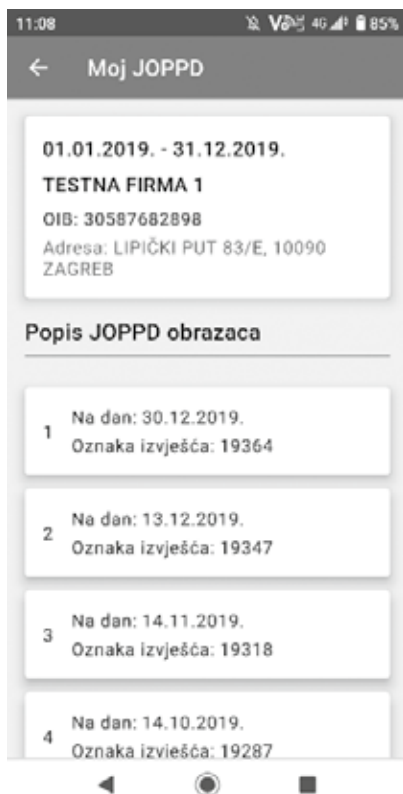 11:08 4G 85%
Moj JOPPD
01.01.2019. - 31.12.2019.
TESTNA FIRMA 1
OIB: 30587682898
Adresa: LIPIČKI PUT 83/E, 10090
ZAGREB
Popis JOPPD obrazaca
1
Na dan: 30.12.2019.
Oznaka izvješća: 19364
2
Na dan: 13.12.2019.
Oznaka izvješća: 19347
3
Na dan: 14.11.2019.
Oznaka izvješća: 19318
4
Na dan: 14.10.2019.
Oznaka izvješća: 19287